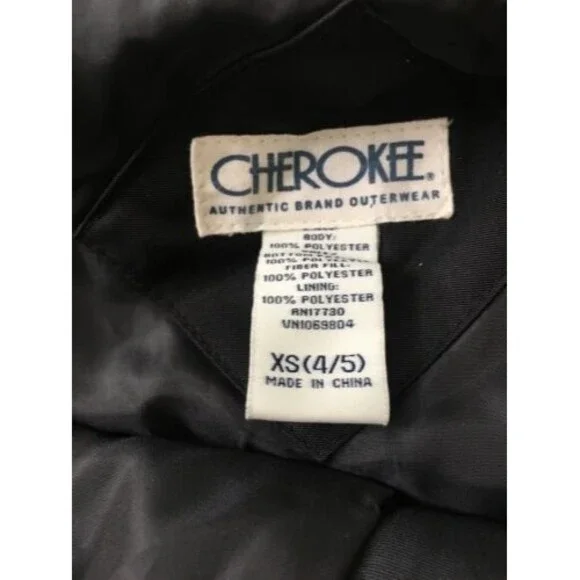 CHEROKEE®
AUTHENTIC BRAND OUTERWEAR
BODY:
100% POLYESTER
100% POLYESTER
FIBER FILL:
100% POLYESTER
LINING:
100% POLYESTER
RN17730
VN1069804
XS(4/5)
MADE IN CHINA